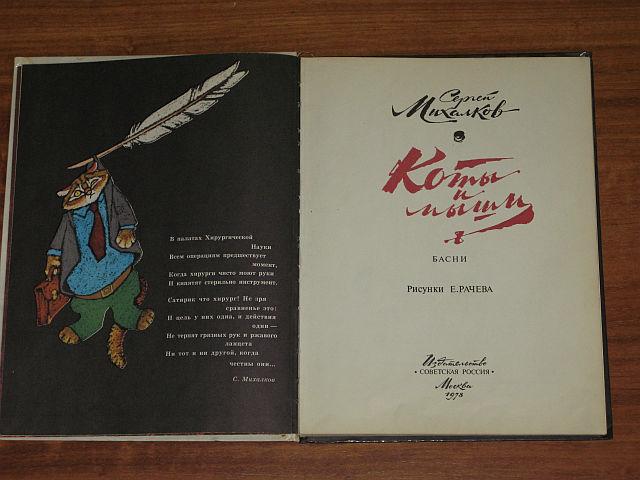 В палатах Хирургической
Науки
Всем операциям предшествует
момент,
Когда хирурги чисто моют руки
И кипятят стерильно инструмент.
Сатирик что хирург! Не зря
сравненье это:
И цель у них одна, и действия
одни—
Не терпят грязных рук и ржавого
ланцета
Ни тот и ни другой, когда
честны они...
С. Михалков
Сергей
Михалков
Коты
и
мыши
БАСНИ
Рисунки Е.РАЧЕВА
Издательство
• СОВЕТСКАЯ РОССИЯ •
Москва
1978